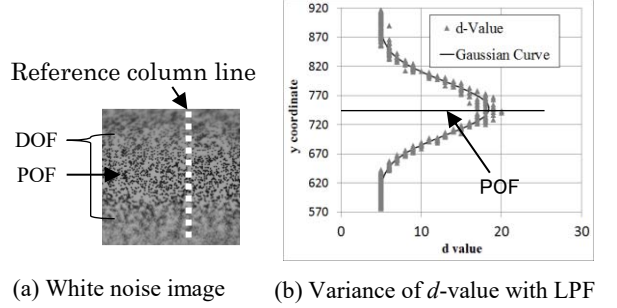 Reference column line
DOF
POF
(a) White noise image
920
870
820
770
720
670
620
570
y coordinate
d-Value
Gaussian Curve
POF
0
10
20
30
d value
(b) Variance of d-value with LPF